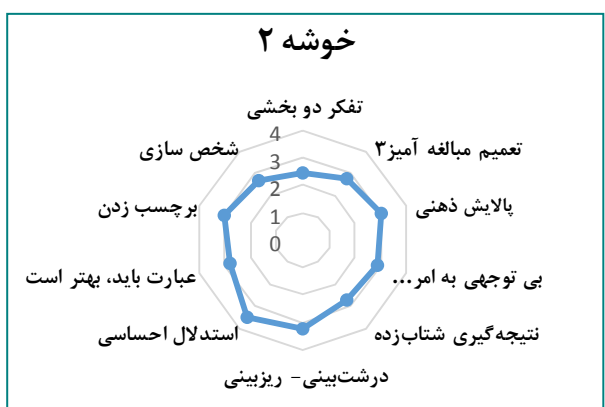 خوشه ۲
تفکر دو بخشی
تعمیم مبالغه آمیز۳
پالایش ذهنی
بی توجهی به امر...
نتیجه‌گیری شتاب‌زده
درشت‌بینی- ریزبینی
استدلال احساسی
عبارت باید، بهتر است
برچسب زدن
شخص سازی
4
3
2
1
0